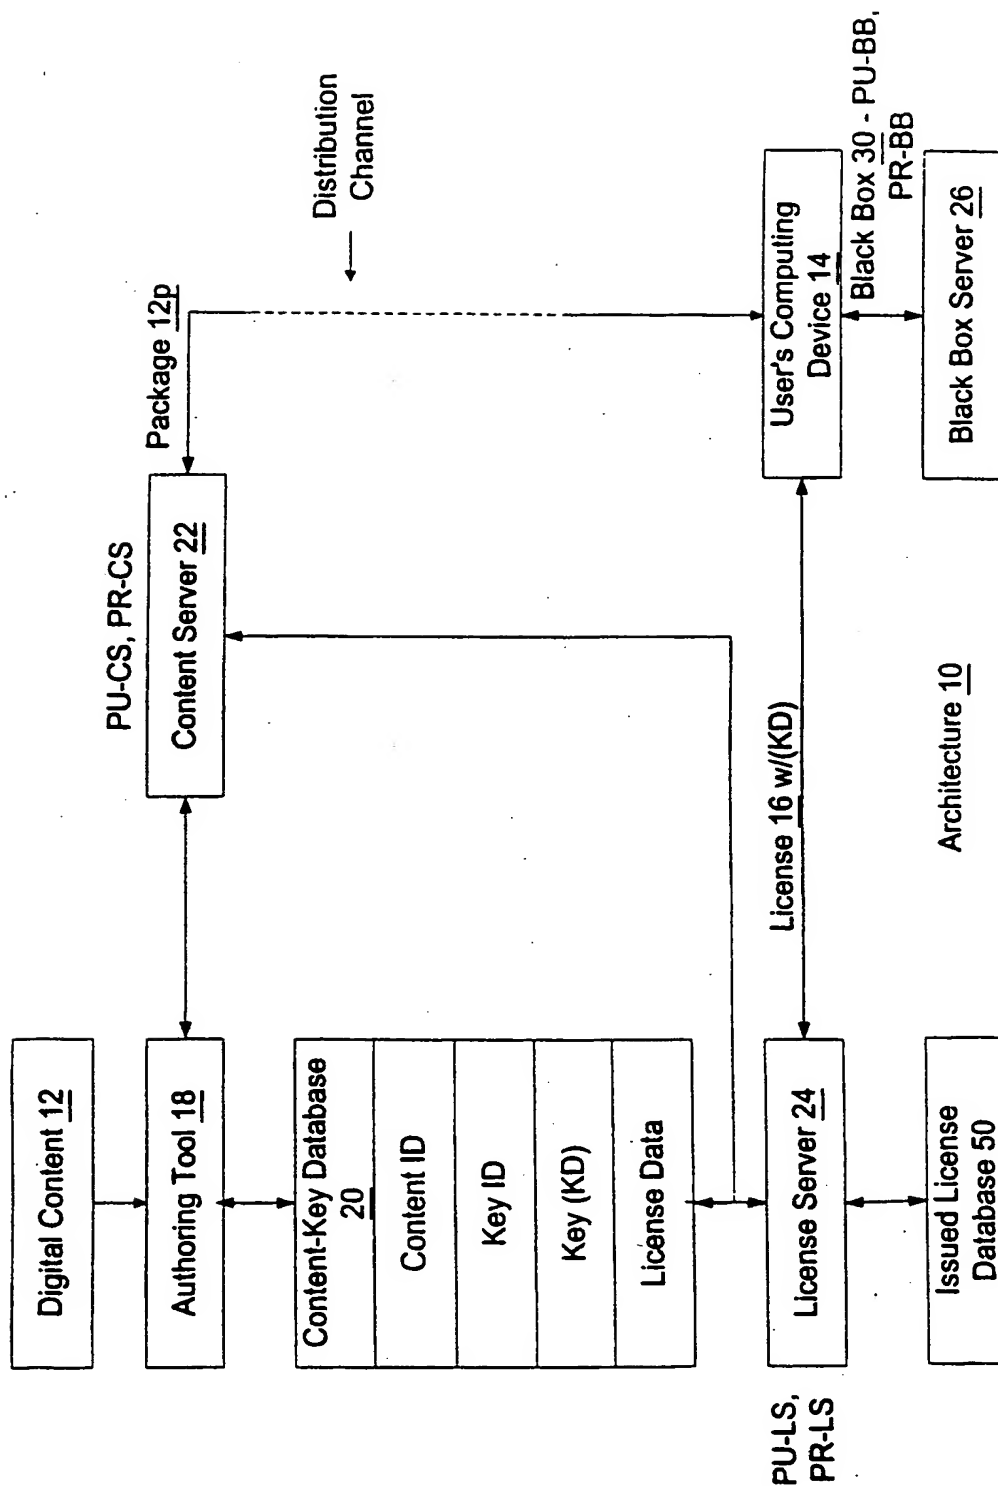 Digital Content 12
Authoring Tool 18
Content-Key Database
20
Content ID
Key ID
Key (KD)
License Data
License Server 24
PU-LS,
PR-LS
Issued License
Database 50
PU-CS, PR-CS
Content Server 22
Package 12p
Distribution
Channel
License 16 w/(KD)
User's Computing
Device 14
Black Box 30 - PU-BB,
PR-BB
Black Box Server 26
Architecture 10